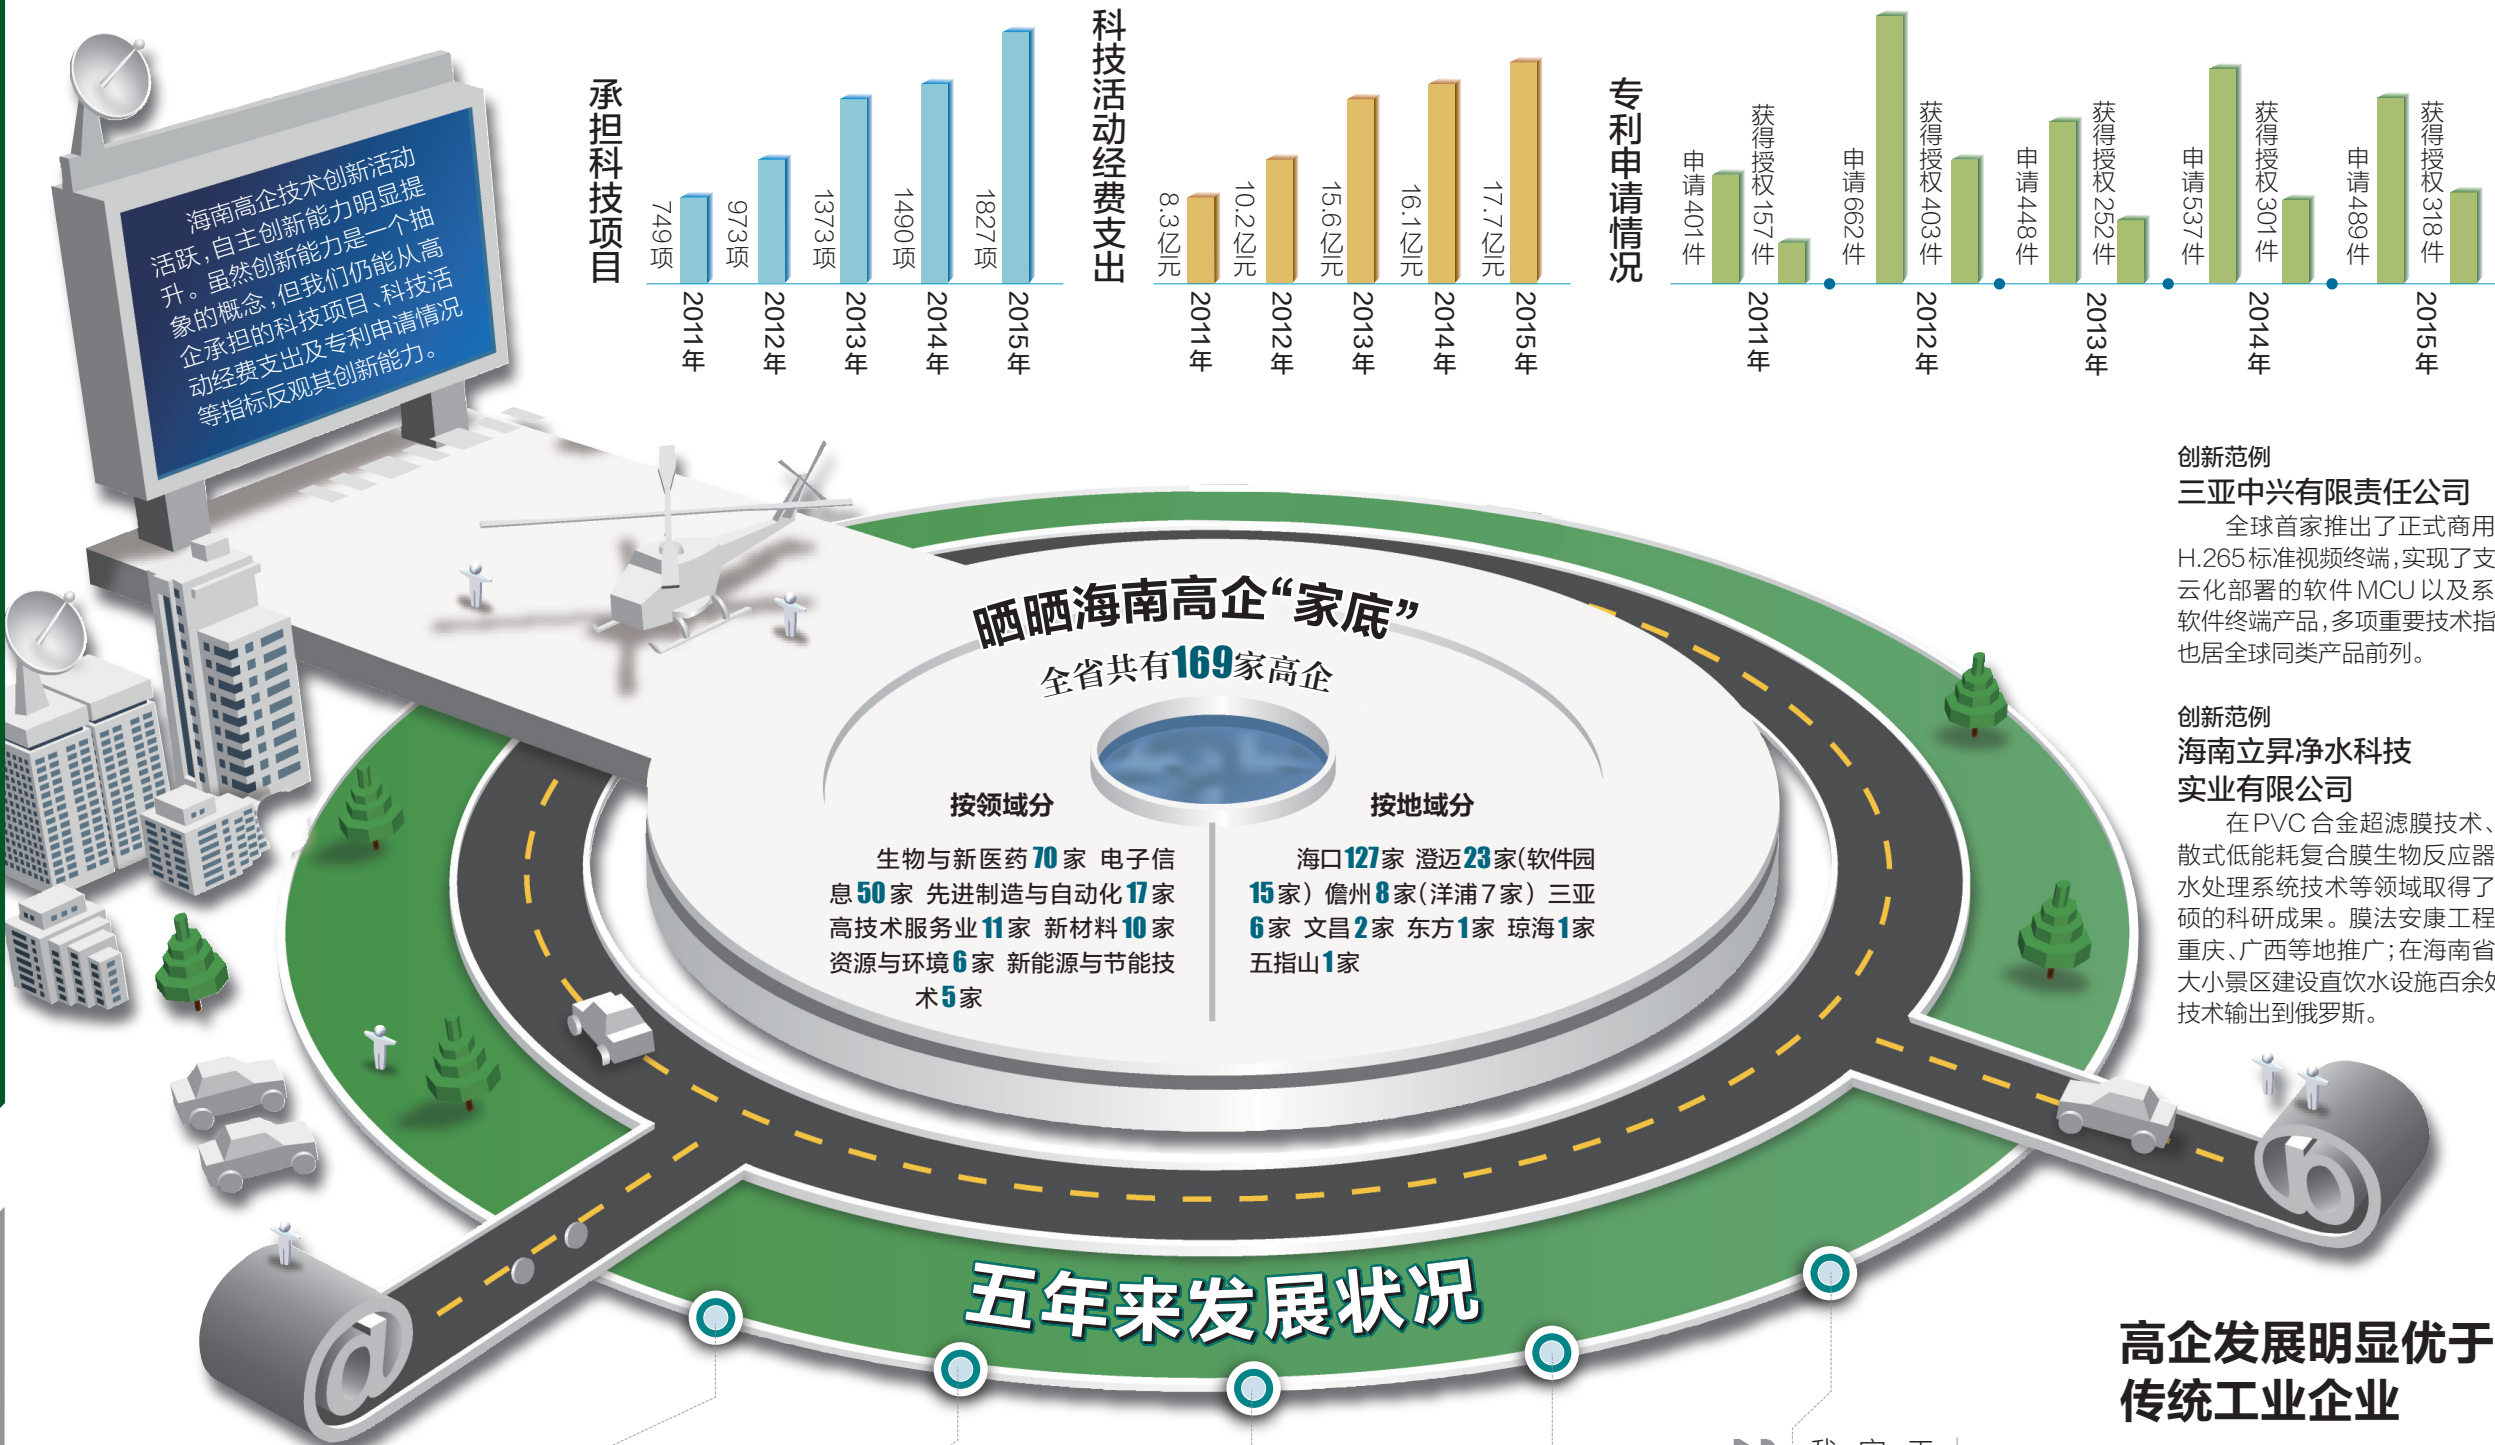 海南高企技术创新活动
活跃，自主创新能力明显提
升。虽然创新能力是一个抽
象的概念，但我们仍能从高
企承担的科技项目、科技活
动经费支出及专利申请情况
等指标反观其创新能力。
承担科技项目
749项
973项
1373项
1490项
1827项
2011年
2012年
2013年
2014年
2015年
科技活动经费支出
8.3亿元
10.2亿元
15.6亿元
16.1亿元
17.7亿元
2011年
2012年
2013年
2014年
2015年
专利申请情况
申请401件
获得授权157件
申请662件
获得授权403件
申请448件
获得授权252件
申请537件
获得授权301件
申请489件
获得授权318件
2011年
2012年
2013年
2014年
2015年
晒晒海南高企“家底”
全省共有169家高企
按领域分
生物与新医药70家 电子信
息50家 先进制造与自动化17家
高技术服务业11家 新材料10家
资源与环境6家 新能源与节能技
术5家
按地域分
海口127家 澄迈23家(软件园
15家) 儋州8家(洋浦7家) 三亚
6家 文昌2家 东方1家 琼海1家
五指山1家
创新范例
三亚中兴有限责任公司
全球首家推出了正式商用
H.265标准视频终端,实现了支
云化部署的软件MCU以及系
软件终端产品,多项重要技术指
也居全球同类产品前列。
创新范例
海南立昇净水科技
实业有限公司
在PVC合金超滤膜技术、
散式低能耗复合膜生物反应器
水处理系统技术等领域取得了
硕的科研成果。膜法安康工程
重庆、广西等地推广;在海南省
大小景区建设直饮水设施百余
技术输出到俄罗斯。
五年来发展状况
高企发展明显优于
传统工业企业